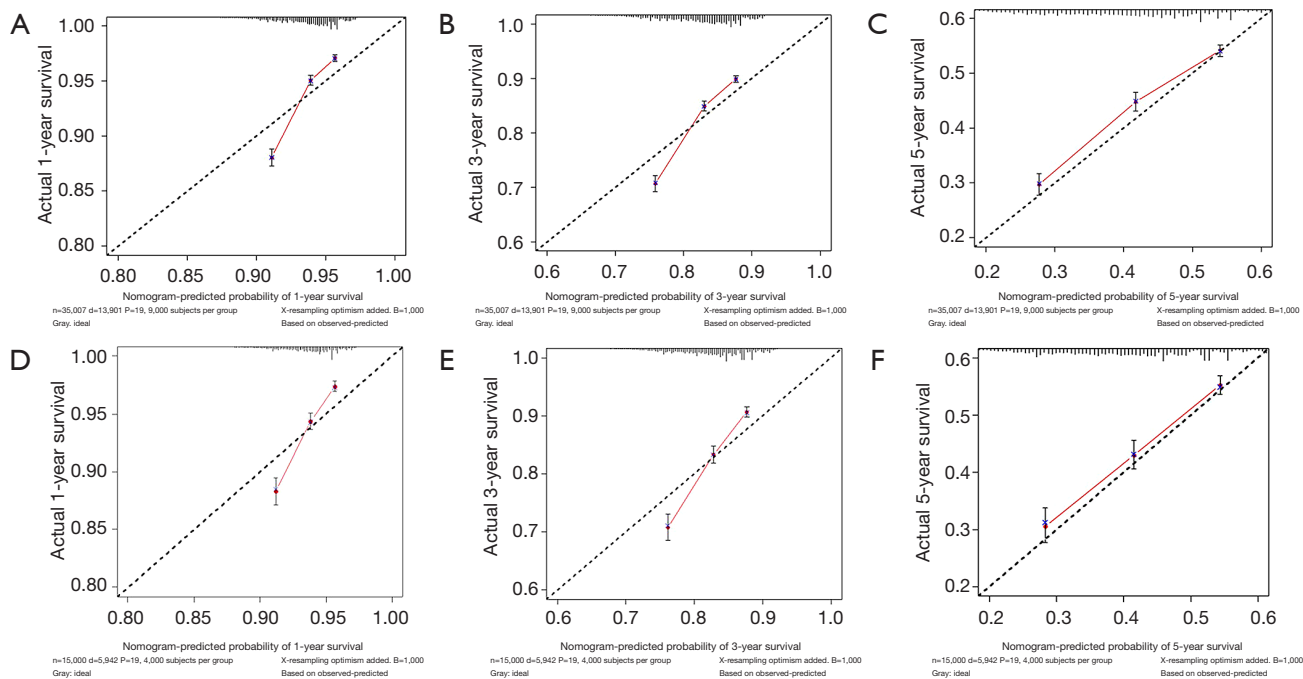 A
Actual 1-year survival
1.00
0.95
0.90
0.85
0.80
0.80 0.85 0.90 0.95 1.00
Nomogram-predicted probability of 1-year survival
n=35,007 d=13,901 P=19, 9,000 subjects per group X-resampling optimism added. B=1,000
Gray: ideal Based on observed-predicted
B
Actual 3-year survival
1.0
0.9
0.8
0.7
0.6
0.6 0.7 0.8 0.9 1.0
Nomogram-predicted probability of 3-year survival
n=35,007 d=13,901 P=19, 9,000 subjects per group X-resampling optimism added. B=1,000
Gray: ideal Based on observed-predicted
C
Actual 5-year survival
0.6
0.5
0.4
0.3
0.2
0.2 0.3 0.4 0.5 0.6
Nomogram-predicted probability of 5-year survival
n=35,007 d=13,901 P=19, 9,000 subjects per group X-resampling optimism added. B=1,000
Gray: ideal Based on observed-predicted
D
Actual 1-year survival
1.00
0.95
0.90
0.85
0.80
0.80 0.85 0.90 0.95 1.00
Nomogram-predicted probability of 1-year survival
n=15,000 d=5,942 P=19, 4,000 subjects per group X-resampling optimism added. B=1,000
Gray: ideal Based on observed-predicted
E
Actual 3-year survival
1.0
0.9
0.8
0.7
0.6
0.6 0.7 0.8 0.9 1.0
Nomogram-predicted probability of 3-year survival
n=15,000 d=5,942 P=19, 4,000 subjects per group X-resampling optimism added. B=1,000
Gray: ideal Based on observed-predicted
F
Actual 5-year survival
0.6
0.5
0.4
0.3
0.2
0.2 0.3 0.4 0.5 0.6
Nomogram-predicted probability of 5-year survival
n=15,000 d=5,942 P=19, 4,000 subjects per group X-resampling optimism added. B=1,000
Gray: ideal Based on observed-predicted